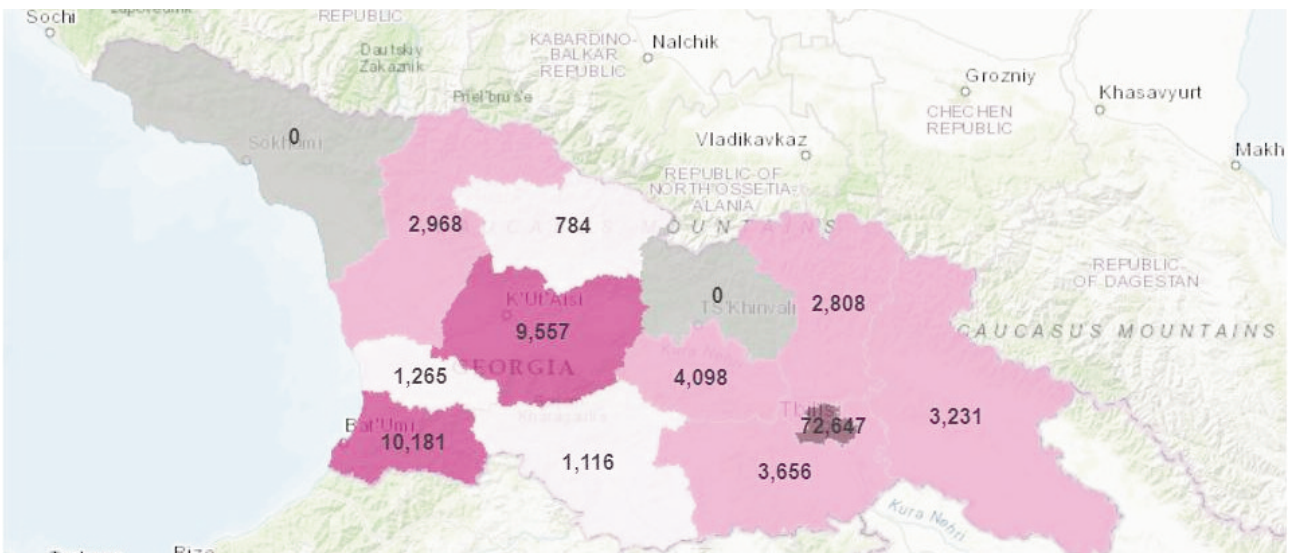 Sochi
REPUBLIC
Dautskiy
Zakaznik
KABARDINO-
BALKAR
REPUBLIC
Nalchik
Grozniy
Khasavyurt
Priel'brus'e
CHECHEN
REPUBLIC
0
Sokhumi
Vladikavkaz
Makh
REPUBLIC OF
NORTH OSSETIA-
ALANIA
2,968
784
MOUNTAINS
REPUBLIC
OF DAGESTAN
K'Ut'Aisi
0
TS'Khinvali
2,808
9,557
CAUCASUS MOUNTAINS
GEORGIA
1,265
4,098
72,647
3,231
Bat'Umi
10,181
1,116
3,656
Kura Nehri